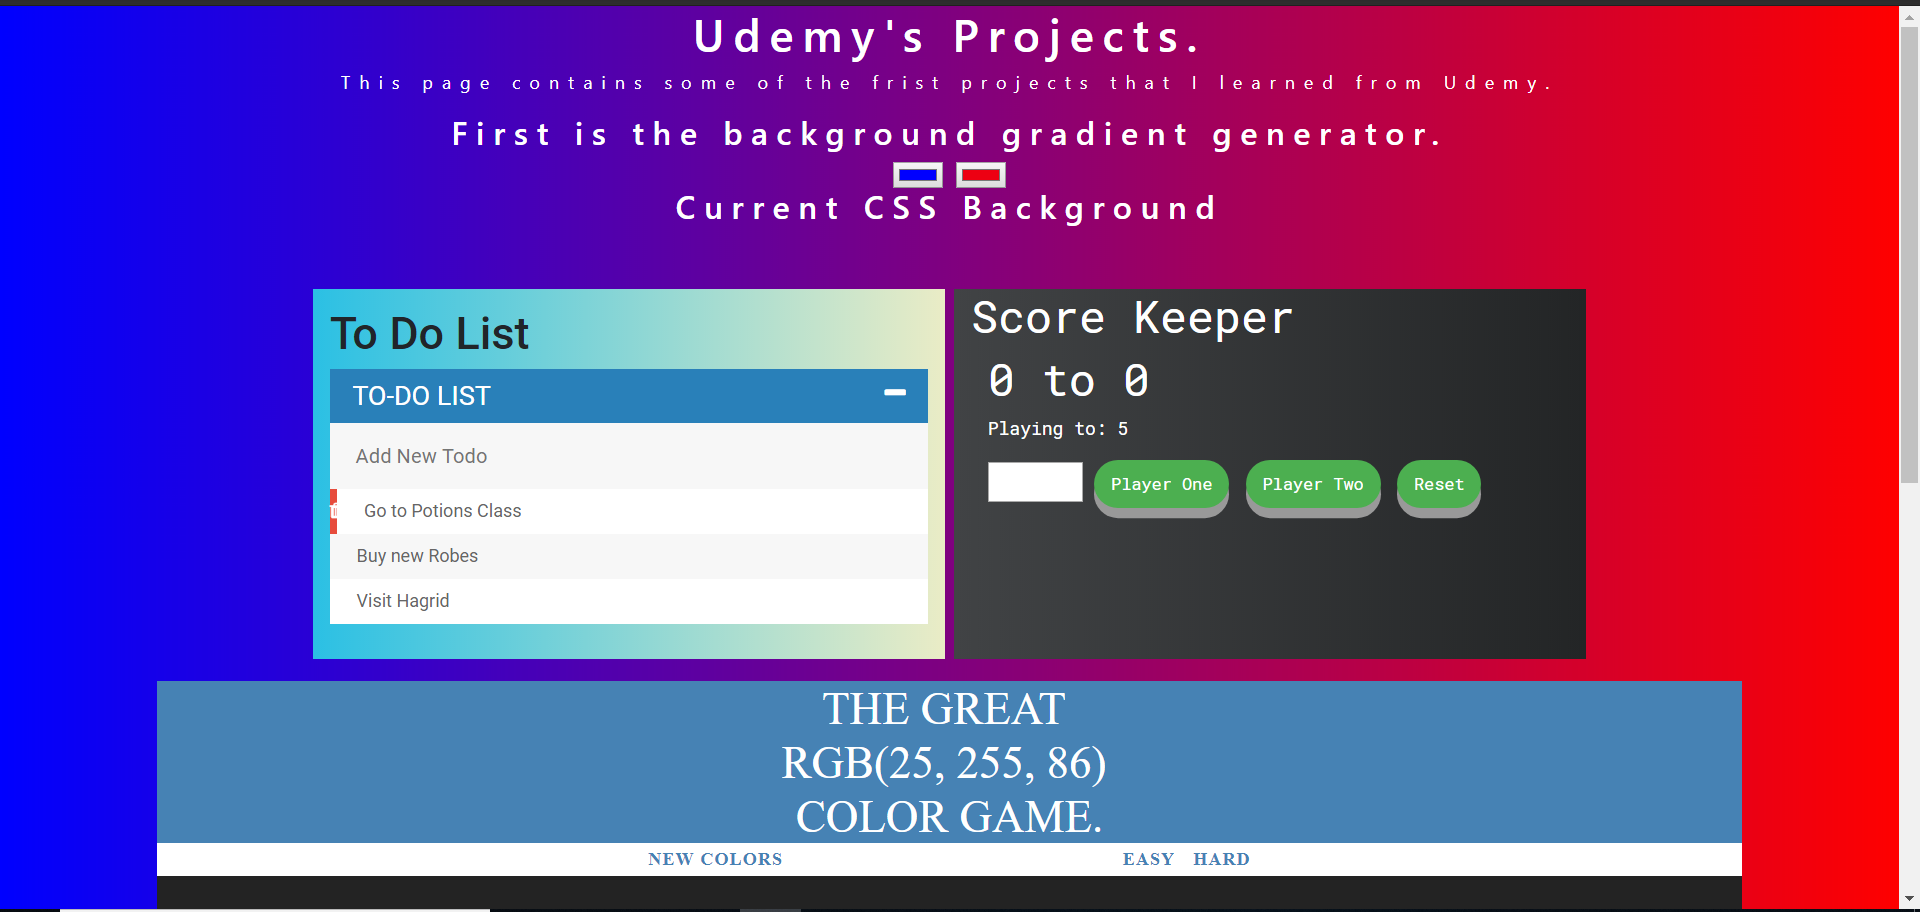 Udemy's Projects.
This page contains some of the frist projects that I learned from Udemy.
First is the background gradient generator.
Current CSS Background
To Do List
TO-DO LIST
Add New Todo
Go to Potions Class
Buy new Robes
Visit Hagrid
Score Keeper
0 to 0
Playing to: 5
Player One Player Two Reset
THE GREAT
RGB(25, 255, 86)
COLOR GAME.
NEW COLORS EASY HARD